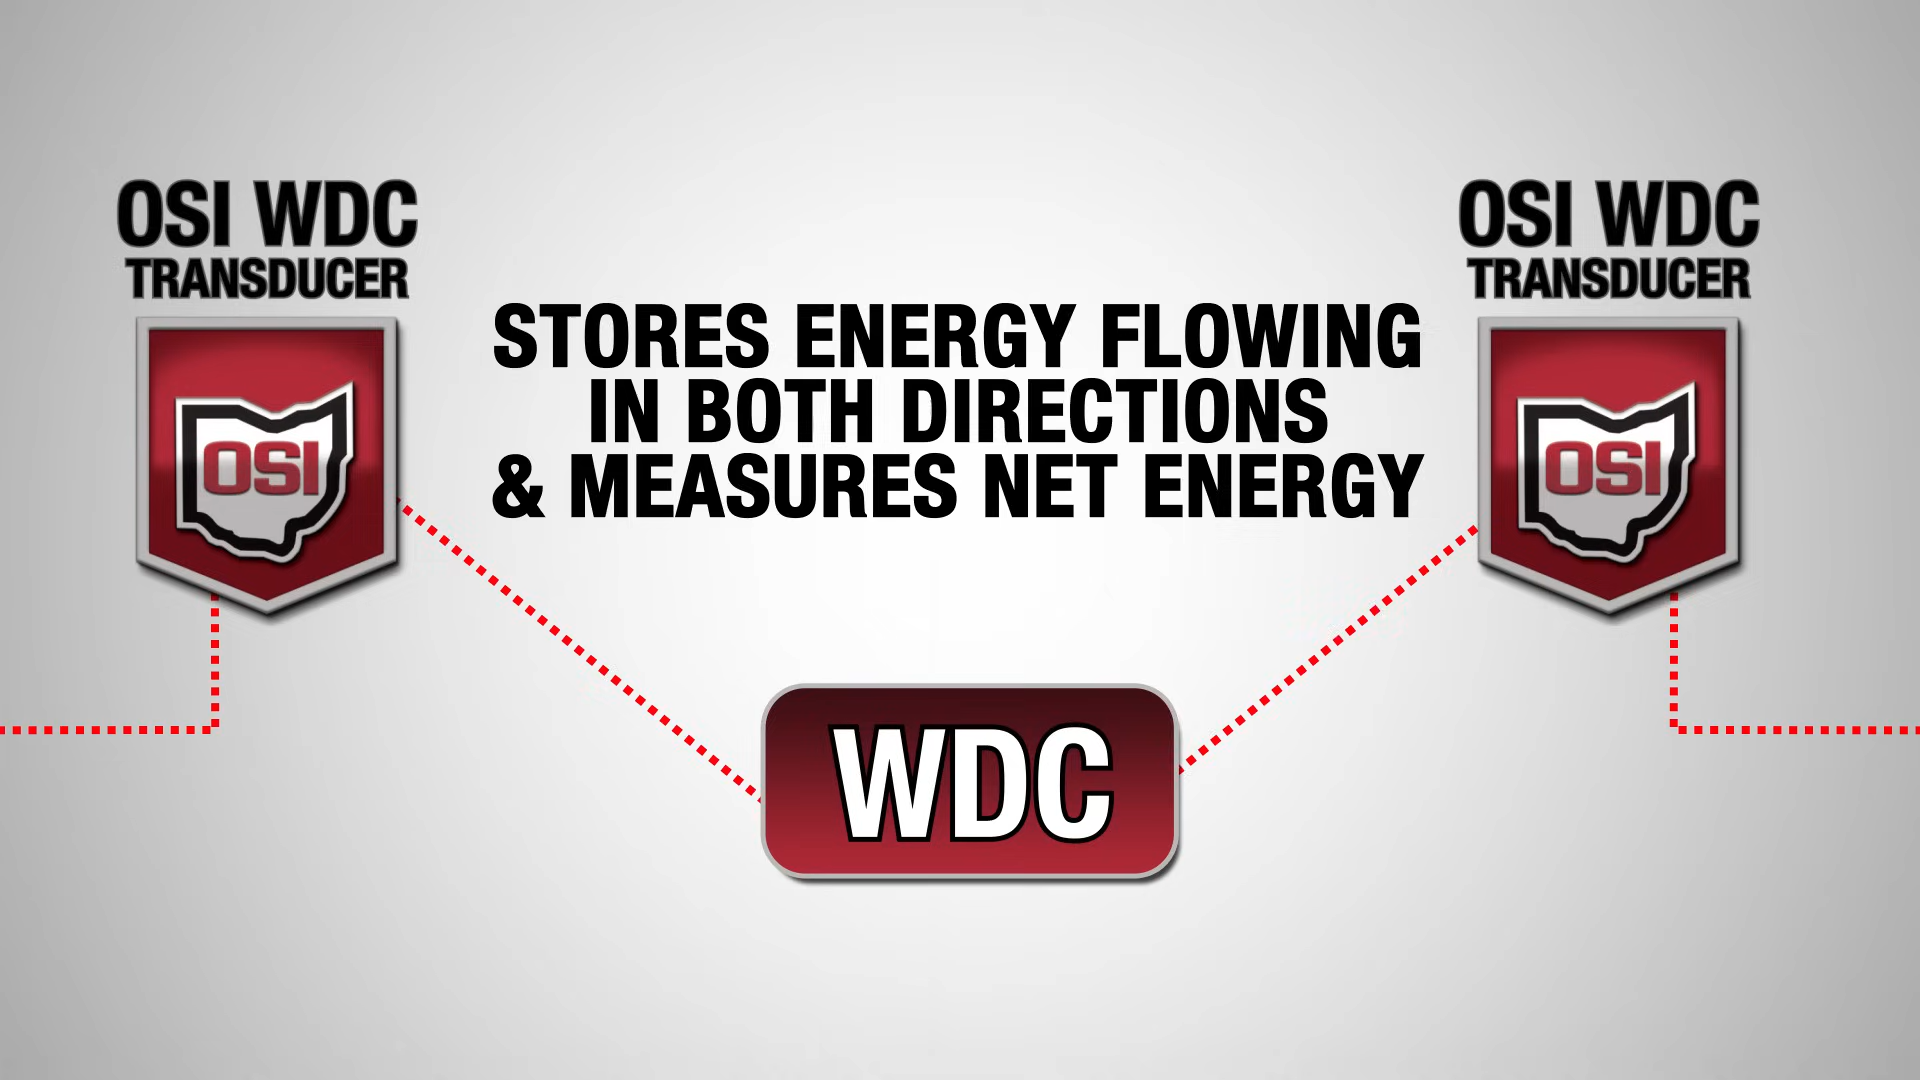 OSI WDC
TRANSDUCER
OSI
STORES ENERGY FLOWING
IN BOTH DIRECTIONS
& MEASURES NET ENERGY
OSI WDC
TRANSDUCER
OSI
WDC